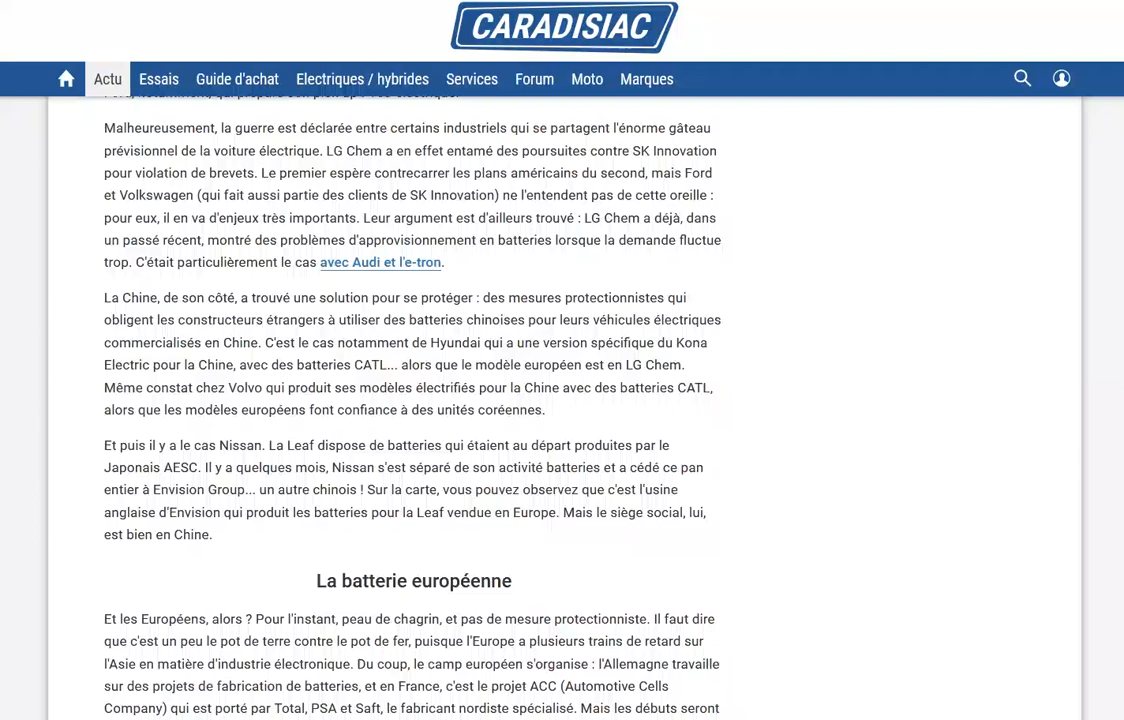 CARADISIAC
Actu Essais Guide d'achat Electriques / hybrides Services Forum Moto Marques
Malheureusement, la guerre est déclarée entre certains industriels qui se partagent l'énorme gâteau
prévisionnel de la voiture électrique. LG Chem a en effet entamé des poursuites contre SK Innovation
pour violation de brevets. Le premier espère contrecarrer les plans américains du second, mais Ford
et Volkswagen (qui fait aussi partie des clients de SK Innovation) ne l'entendent pas de cette oreille :
pour eux, il en va d'enjeux très importants. Leur argument est d'ailleurs trouvé : LG Chem a déjà, dans
un passé récent, montré des problèmes d'approvisionnement en batteries lorsque la demande fluctue
trop. C'était particulièrement le cas avec Audi et l'e-tron.
La Chine, de son côté, a trouvé une solution pour se protéger : des mesures protectionnistes qui
obligent les constructeurs étrangers à utiliser des batteries chinoises pour leurs véhicules électriques
commercialisés en Chine. C'est le cas notamment de Hyundai qui a une version spécifique du Kona
Electric pour la Chine, avec des batteries CATL... alors que le modèle européen est en LG Chem.
Même constat chez Volvo qui produit ses modèles électrifiés pour la Chine avec des batteries CATL,
alors que les modèles européens font confiance à des unités coréennes.
Et puis il y a le cas Nissan. La Leaf dispose de batteries qui étaient au départ produites par le
Japonais AESC. Il y a quelques mois, Nissan s'est séparé de son activité batteries et a cédé ce pan
entier à Envision Group... un autre chinois ! Sur la carte, vous pouvez observez que c'est l'usine
anglaise d'Envision qui produit les batteries pour la Leaf vendue en Europe. Mais le siège social, lui,
est bien en Chine.
La batterie européenne
Et les Européens, alors ? Pour l'instant, peau de chagrin, et pas de mesure protectionniste. Il faut dire
que c'est un peu le pot de terre contre le pot de fer, puisque l'Europe a plusieurs trains de retard sur
l'Asie en matière d'industrie électronique. Du coup, le camp européen s'organise : l'Allemagne travaille
sur des projets de fabrication de batteries, et en France, c'est le projet ACC (Automotive Cells
Company) qui est porté par Total, PSA et Saft, le fabricant nordiste spécialisé. Mais les débuts seront